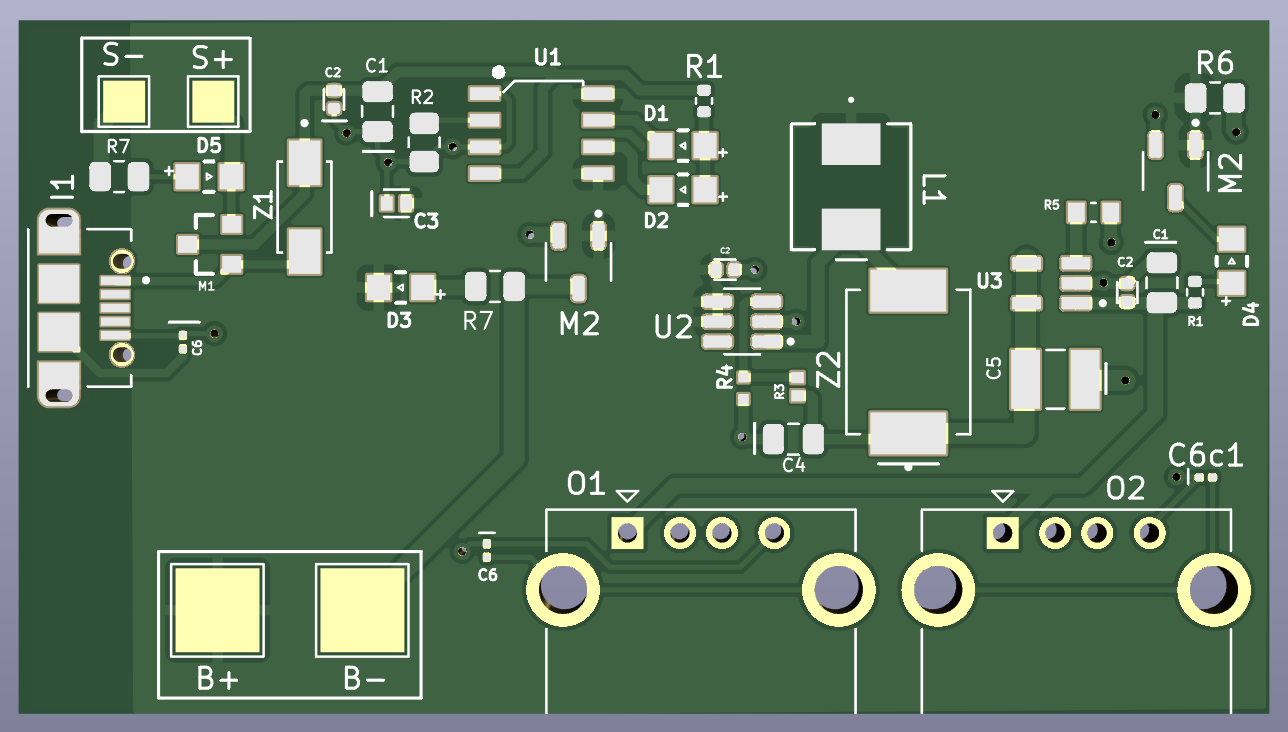 S- S+
C2 C1 U1
R1 R6
R2
D1
R7 D5
+ +
M2
I1 Z1 L1
+
C3 D2
R5
C1
C2
C2 U3
M1
+
D3 R7 M2 U2 + R1 D4
C6
Z2 C5
R4 R3
C4
C6c1
O1 O2
C6
B+ B-